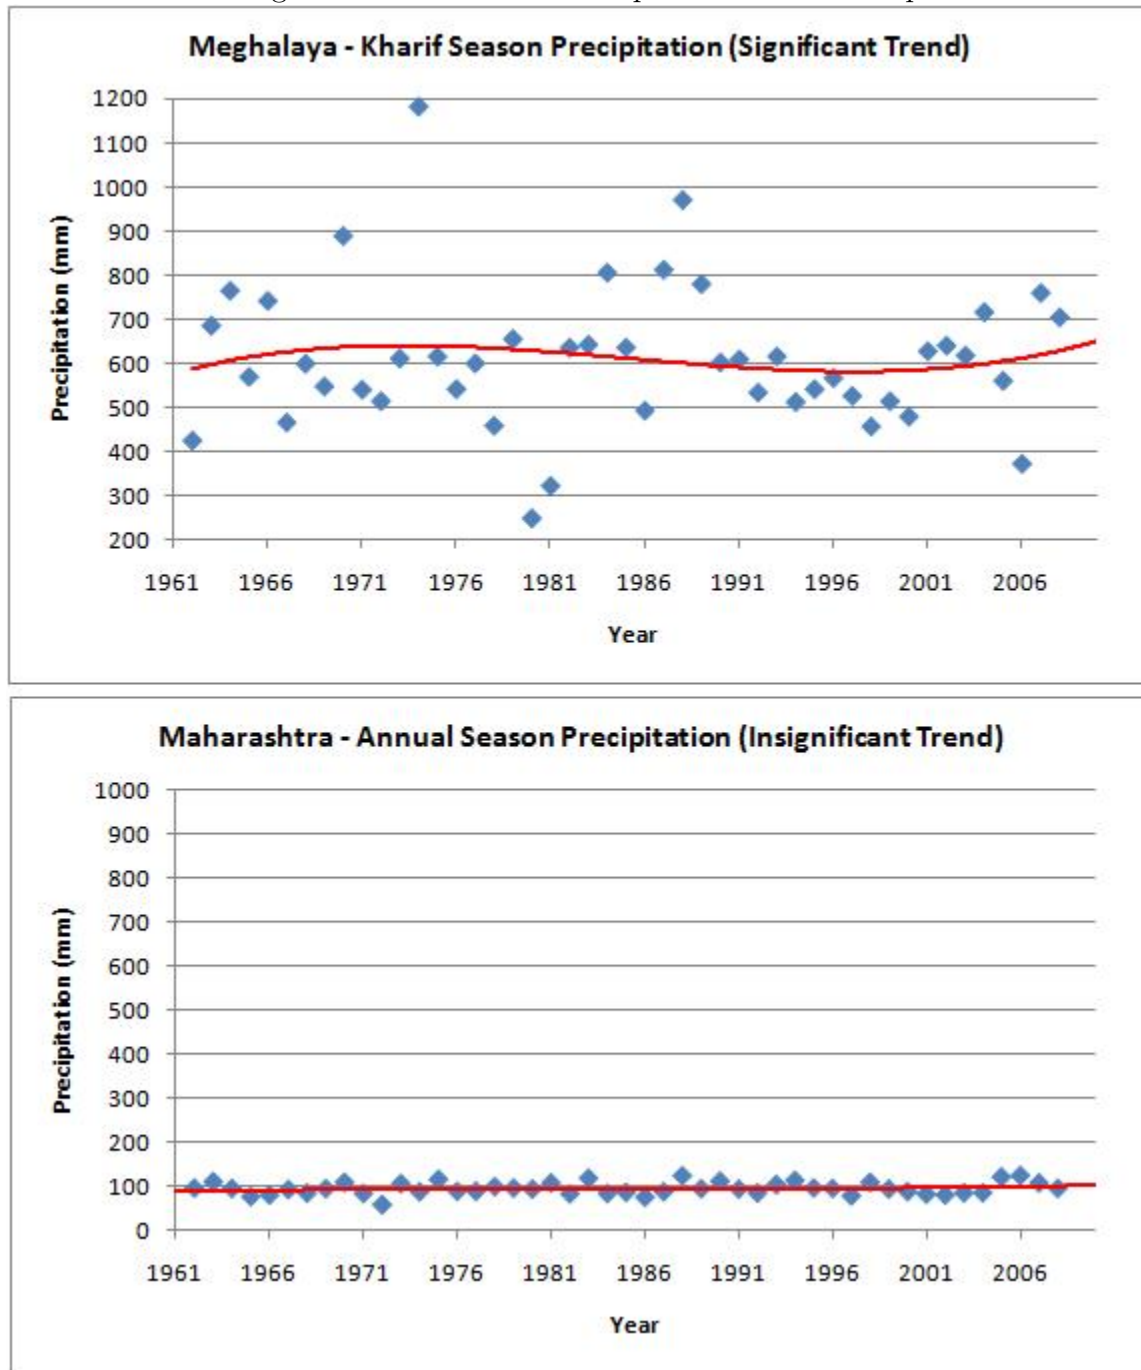 Meghalaya - Kharif Season Precipitation (Significant Trend)
1200
1100
1000
900
800
700
600
500
400
300
200
Precipitation (mm)
1961 1966 1971 1976 1981 1986 1991 1996 2001 2006
Year
Maharashtra - Annual Season Precipitation (Insignificant Trend)
1000
900
800
700
600
500
400
300
200
100
0
Precipitation (mm)
1961 1966 1971 1976 1981 1986 1991 1996 2001 2006
Year